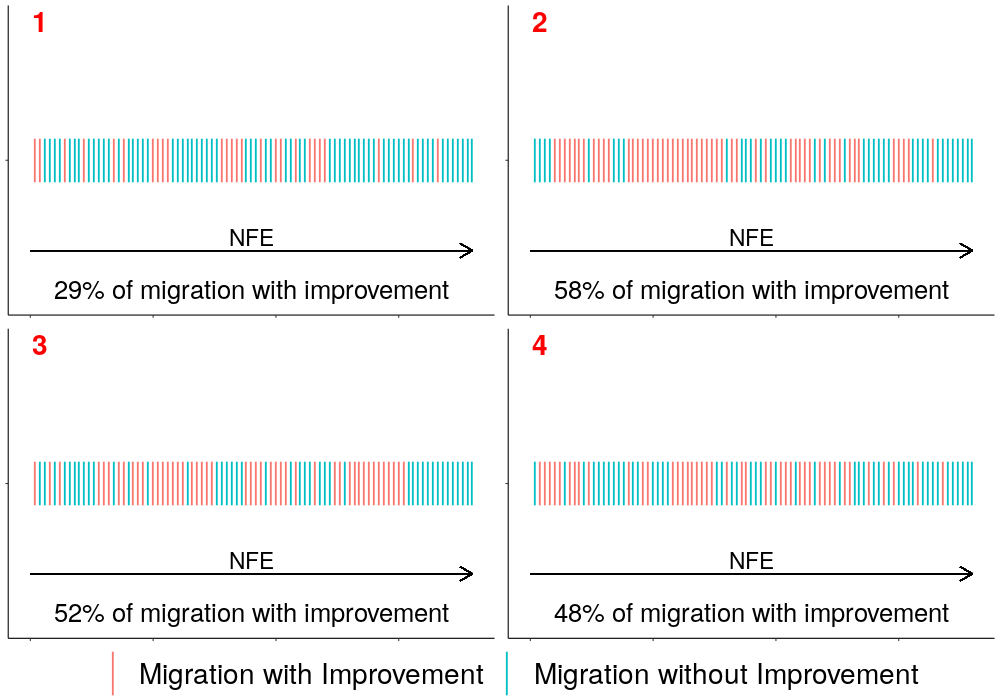 1
NFE
29% of migration with improvement
2
NFE
58% of migration with improvement
3
NFE
52% of migration with improvement
4
NFE
48% of migration with improvement
Migration with Improvement
Migration without Improvement